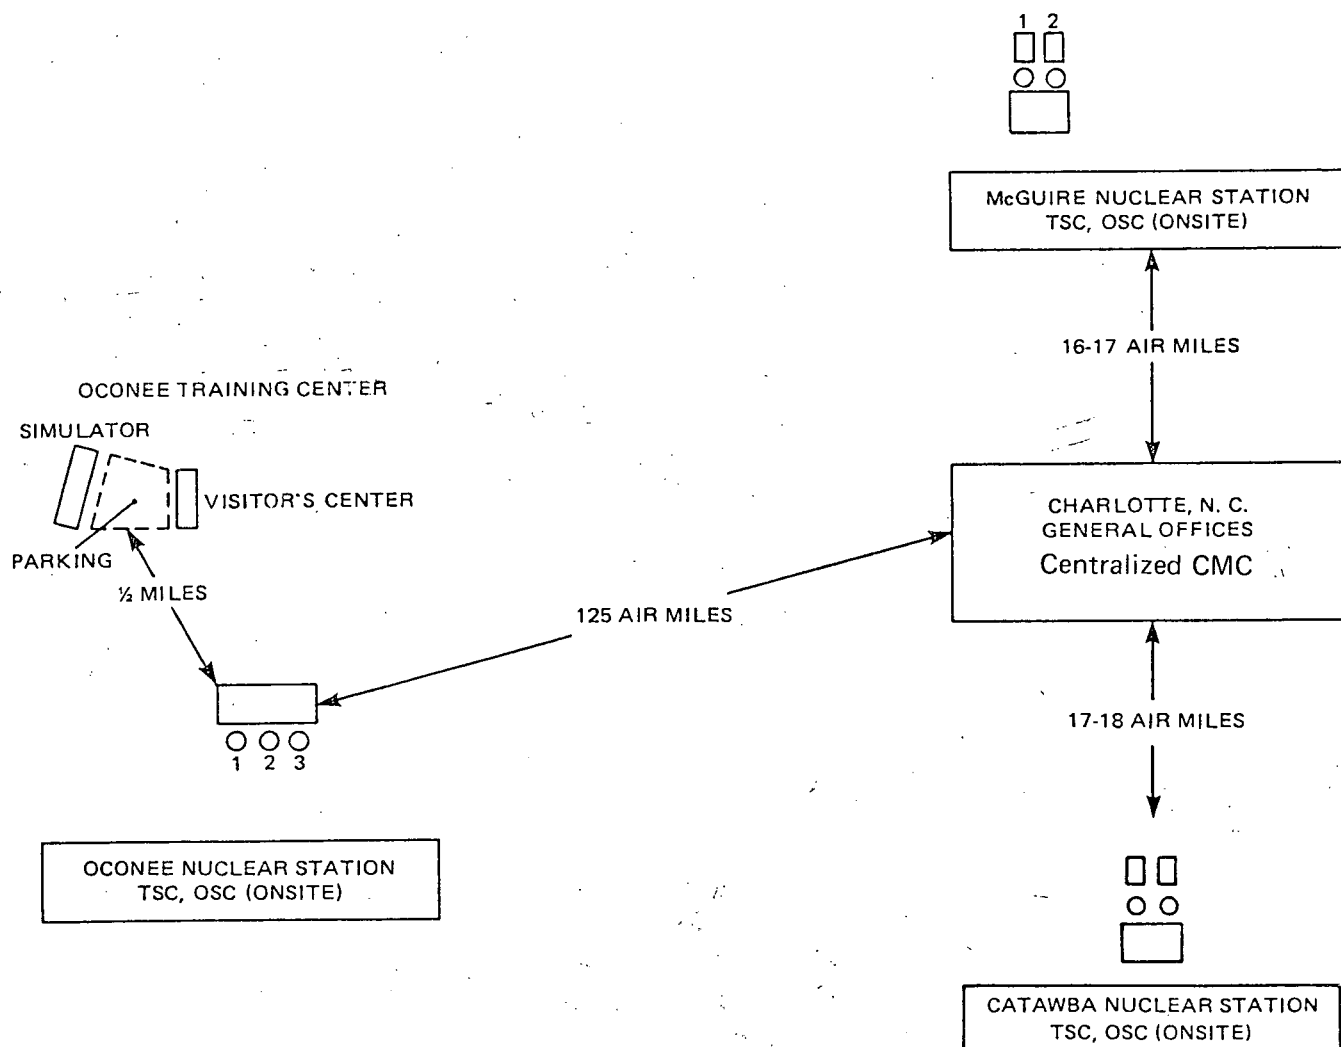 1 2
McGUIRE NUCLEAR STATION
TSC, OSC (ONSITE)
16-17 AIR MILES
OCONEE TRAINING CENTER
SIMULATOR
VISITOR'S CENTER
PARKING
½ MILES
CHARLOTTE, N. C.
GENERAL OFFICES
Centralized CMC
125 AIR MILES
17-18 AIR MILES
1 2 3
OCONEE NUCLEAR STATION
TSC, OSC (ONSITE)
CATAWBA NUCLEAR STATION
TSC, OSC (ONSITE)